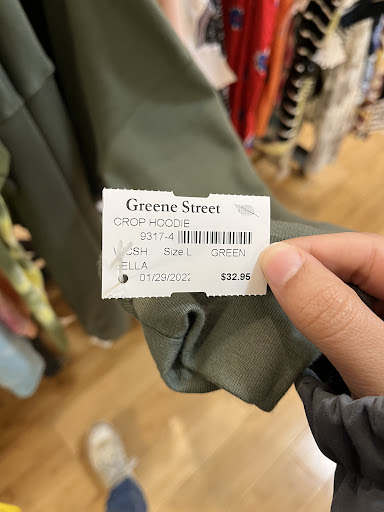 Greene Street
CROP HOODIE
9317-4
Size L GREEN
ELLA
01/29/2022
$32.95